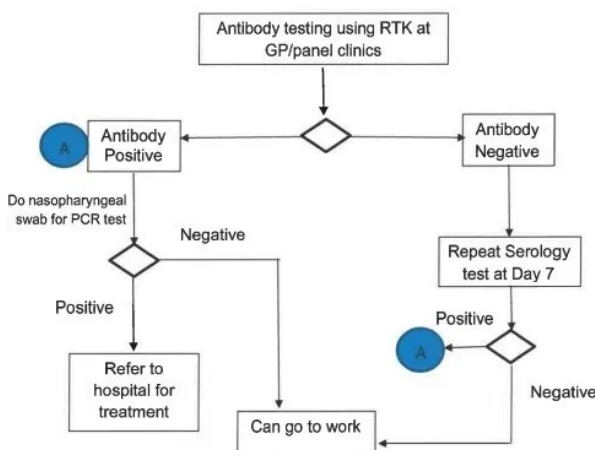 Antibody testing using RTK at
GP/panel clinics
A
Antibody
Positive
Antibody
Negative
Do nasopharyngeal
swab for PCR test
Negative
Repeat Serology
test at Day 7
Positive
Positive
A
Refer to
hospital for
treatment
Negative
Can go to work